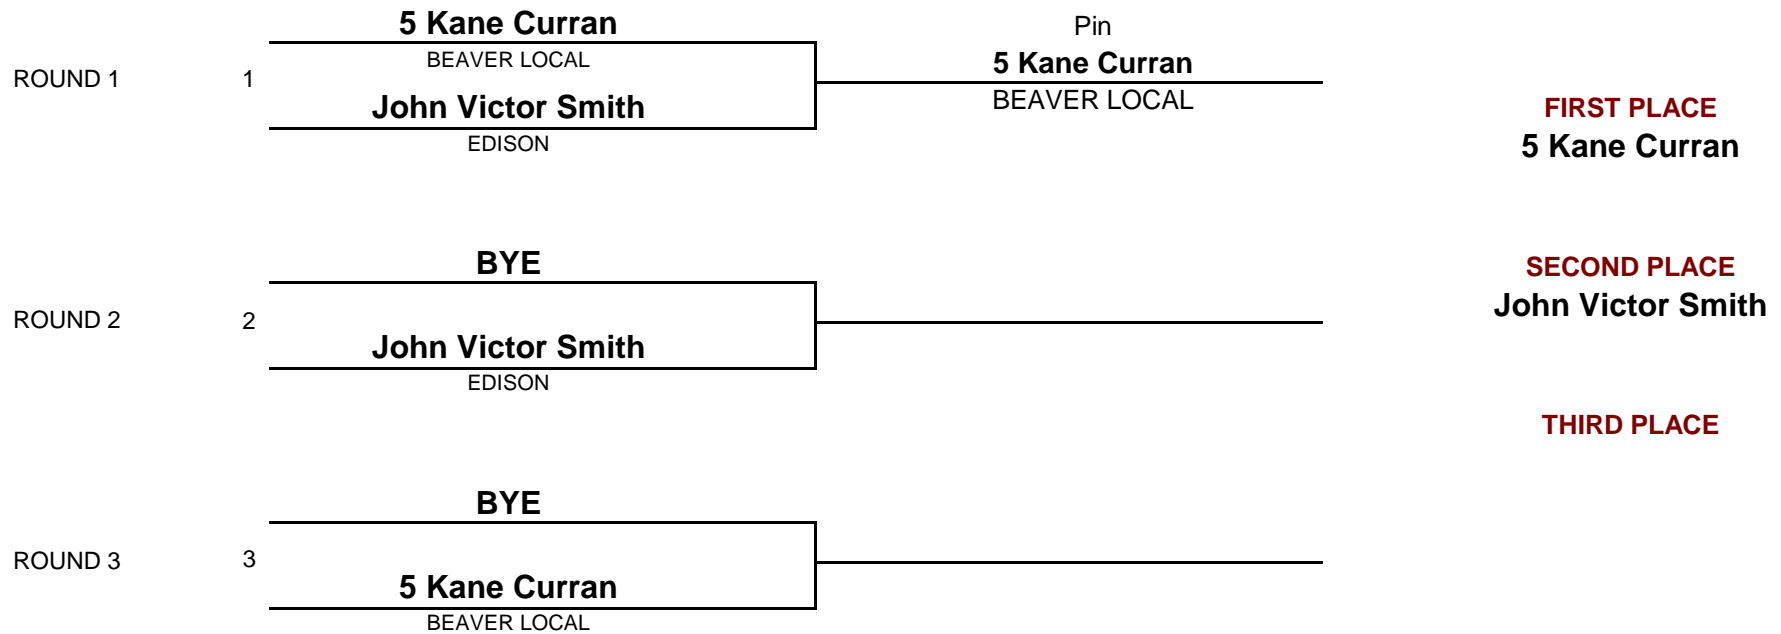 5 Kane Curran
BEAVER LOCAL
ROUND 1
1
John Victor Smith
EDISON
Pin
5 Kane Curran
BEAVER LOCAL
FIRST PLACE
5 Kane Curran
BYE
ROUND 2
2
John Victor Smith
EDISON
SECOND PLACE
John Victor Smith
THIRD PLACE
BYE
ROUND 3
3
5 Kane Curran
BEAVER LOCAL